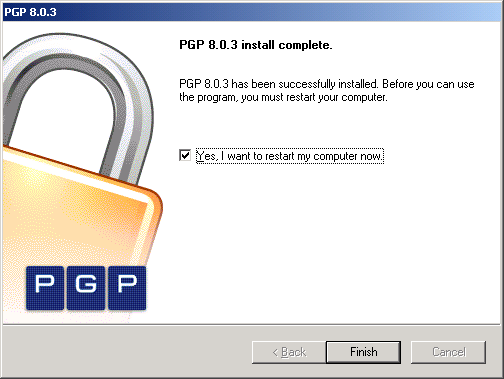 PGP 8.0.3
PGP 8.0.3 install complete.
PGP 8.0.3 has been successfully installed. Before you can use
the program, you must restart your computer.
Yes, I want to restart my computer now.
P G P
< Back Finish Cancel